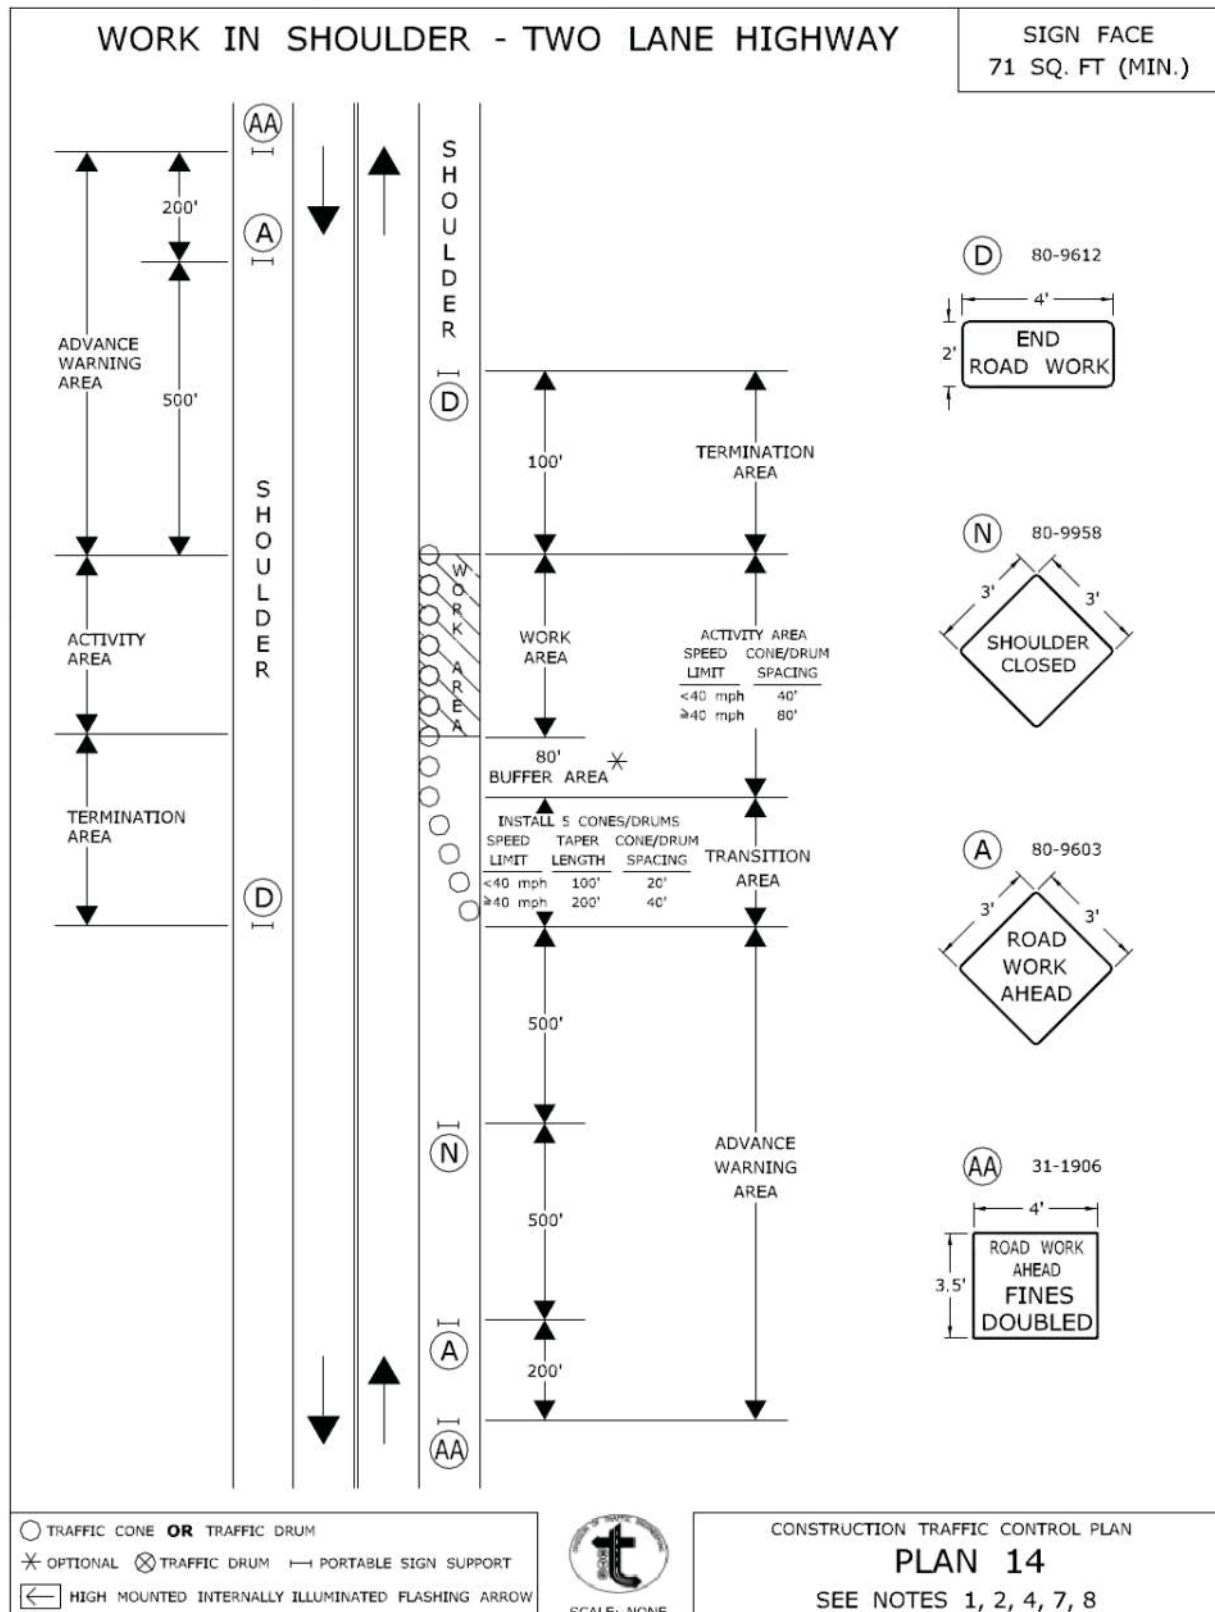 WORK IN SHOULDER - TWO LANE HIGHWAY
SIGN FACE
71 SQ. FT (MIN.)
AA
200'
A
ADVANCE
WARNING
AREA
500'
SHOULDER
ACTIVITY
AREA
TERMINATION
AREA
D
SHOULDER
D
100'
TERMINATION
AREA
WORK AREA
WORK
AREA
ACTIVITY AREA
SPEED CONE/DRUM
LIMIT SPACING
<40 mph 40'
≥40 mph 80'
80'
BUFFER AREA
INSTALL 5 CONES/DRUMS
SPEED TAPER CONE/DRUM
LIMIT LENGTH SPACING
<40 mph 100' 20'
≥40 mph 200' 40'
TRANSITION
AREA
500'
N
ADVANCE
WARNING
AREA
500'
A
200'
AA
D 80-9612
4'
2'
END
ROAD WORK
N 80-9958
3' 3'
SHOULDER
CLOSED
A 80-9603
3' 3'
ROAD
WORK
AHEAD
AA 31-1906
4'
3.5'
ROAD WORK
AHEAD
FINES
DOUBLED
TRAFFIC CONE OR TRAFFIC DRUM
OPTIONAL TRAFFIC DRUM PORTABLE SIGN SUPPORT
HIGH MOUNTED INTERNALLY ILLUMINATED FLASHING ARROW
SCALE: NONE
CONSTRUCTION TRAFFIC CONTROL PLAN
PLAN 14
SEE NOTES 1, 2, 4, 7, 8